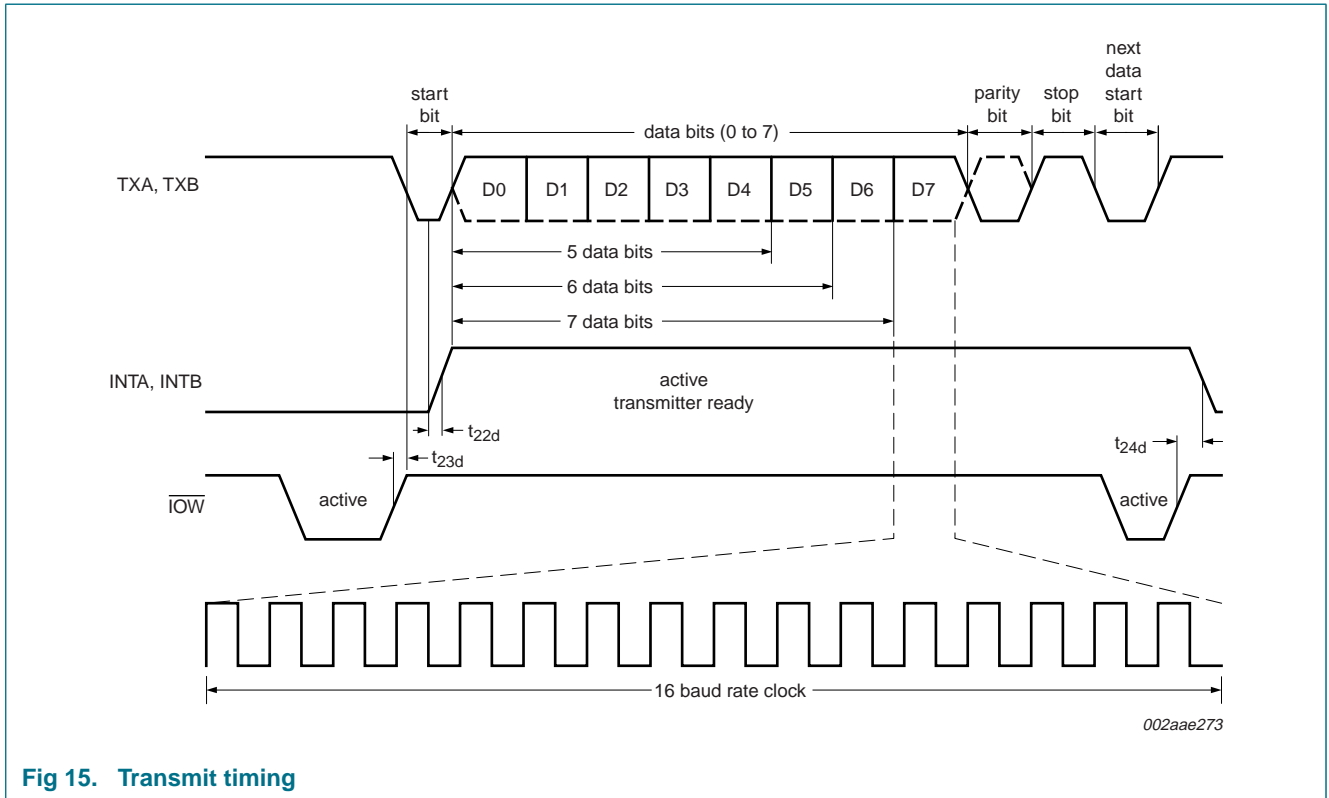 next
data
start
bit
start
bit
parity
bit
stop
bit
data bits (0 to 7)
TXA, TXB
D0 D1 D2 D3 D4 D5 D6 D7
5 data bits
6 data bits
7 data bits
INTA, INTB
active
transmitter ready
t22d
t23d
t24d
IOW
active
active
16 baud rate clock
002aae273
Fig 15. Transmit timing